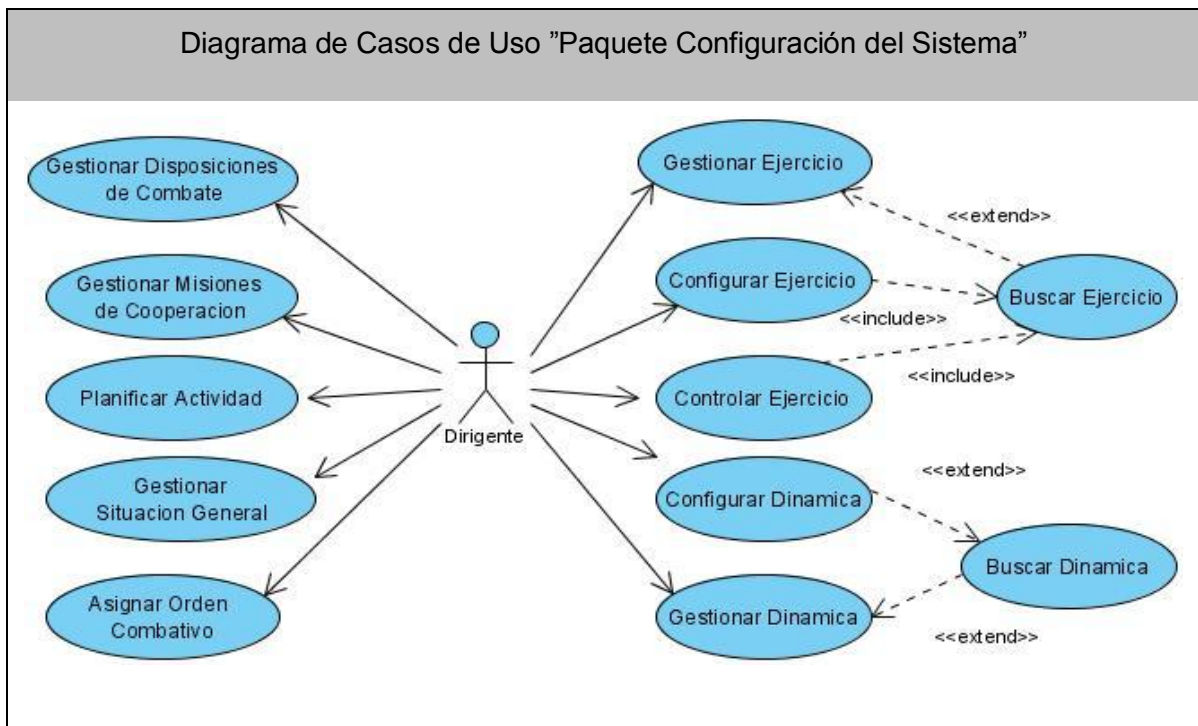 Diagrama de Casos de Uso ”Paquete Configuración del Sistema”
Gestionar Disposiciones
de Combate
Gestionar Misiones
de Cooperacion
Planificar Actividad
Gestionar
Situacion General
Asignar Orden
Combativo
Dirigente
Gestionar Ejercicio
Configurar Ejercicio
Controlar Ejercicio
Configurar Dinamica
Gestionar Dinamica
<<extend>>
Buscar Ejercicio
<<include>>
<<include>>
<<extend>>
Buscar Dinamica
<<extend>>